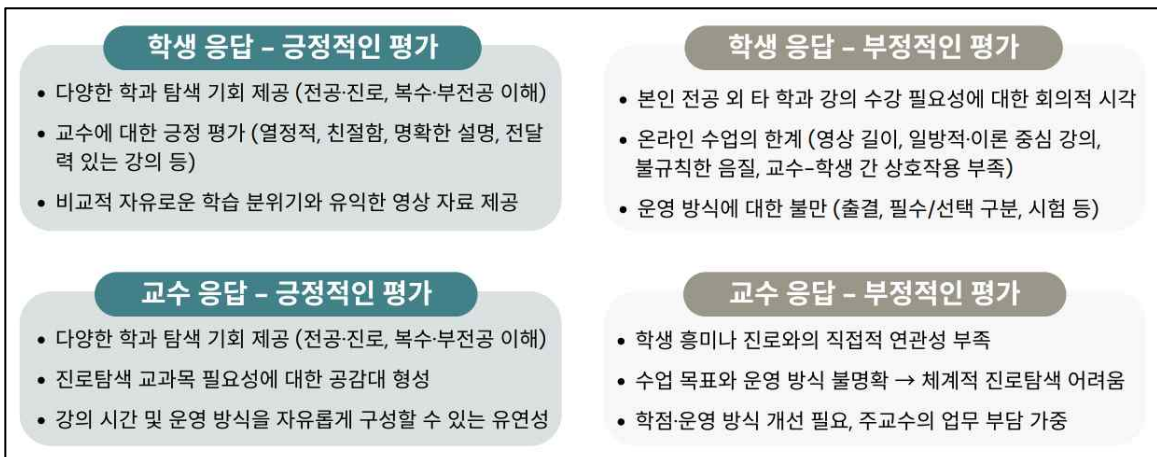 학생 응답 – 긍정적인 평가
• 다양한 학과 탐색 기회 제공 (전공·진로, 복수·부전공 이해)
• 교수에 대한 긍정 평가 (열정적, 친절함, 명확한 설명, 전달
력 있는 강의 등)
• 비교적 자유로운 학습 분위기와 유익한 영상 자료 제공
학생 응답 – 부정적인 평가
• 본인 전공 외 타 학과 강의 수강 필요성에 대한 회의적 시각
• 온라인 수업의 한계 (영상 길이, 일방적·이론 중심 강의,
불규칙한 음질, 교수–학생 간 상호작용 부족)
• 운영 방식에 대한 불만 (출결, 필수/선택 구분, 시험 등)
교수 응답 – 긍정적인 평가
• 다양한 학과 탐색 기회 제공 (전공·진로, 복수·부전공 이해)
• 진로탐색 교과목 필요성에 대한 공감대 형성
• 강의 시간 및 운영 방식을 자유롭게 구성할 수 있는 유연성
교수 응답 – 부정적인 평가
• 학생 흥미나 진로와의 직접적 연관성 부족
• 수업 목표와 운영 방식 불명확 → 체계적 진로탐색 어려움
• 학점·운영 방식 개선 필요, 주교수의 업무 부담 가중